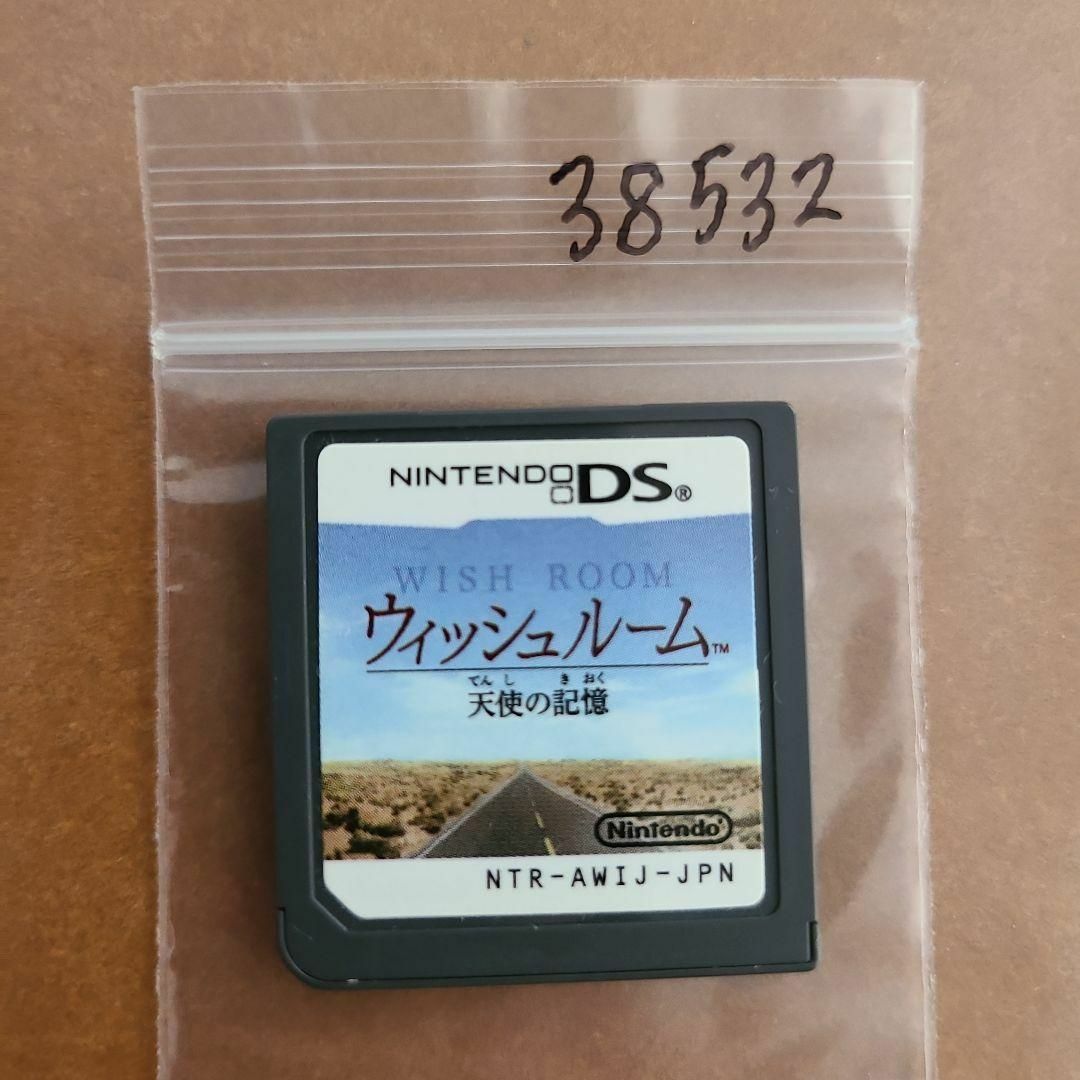 38532
NINTENDO DS®
WISH ROOM
ウィッシュルーム™
てんし きおく
天使の記憶
Nintendo®
NTR-AWIJ-JPN